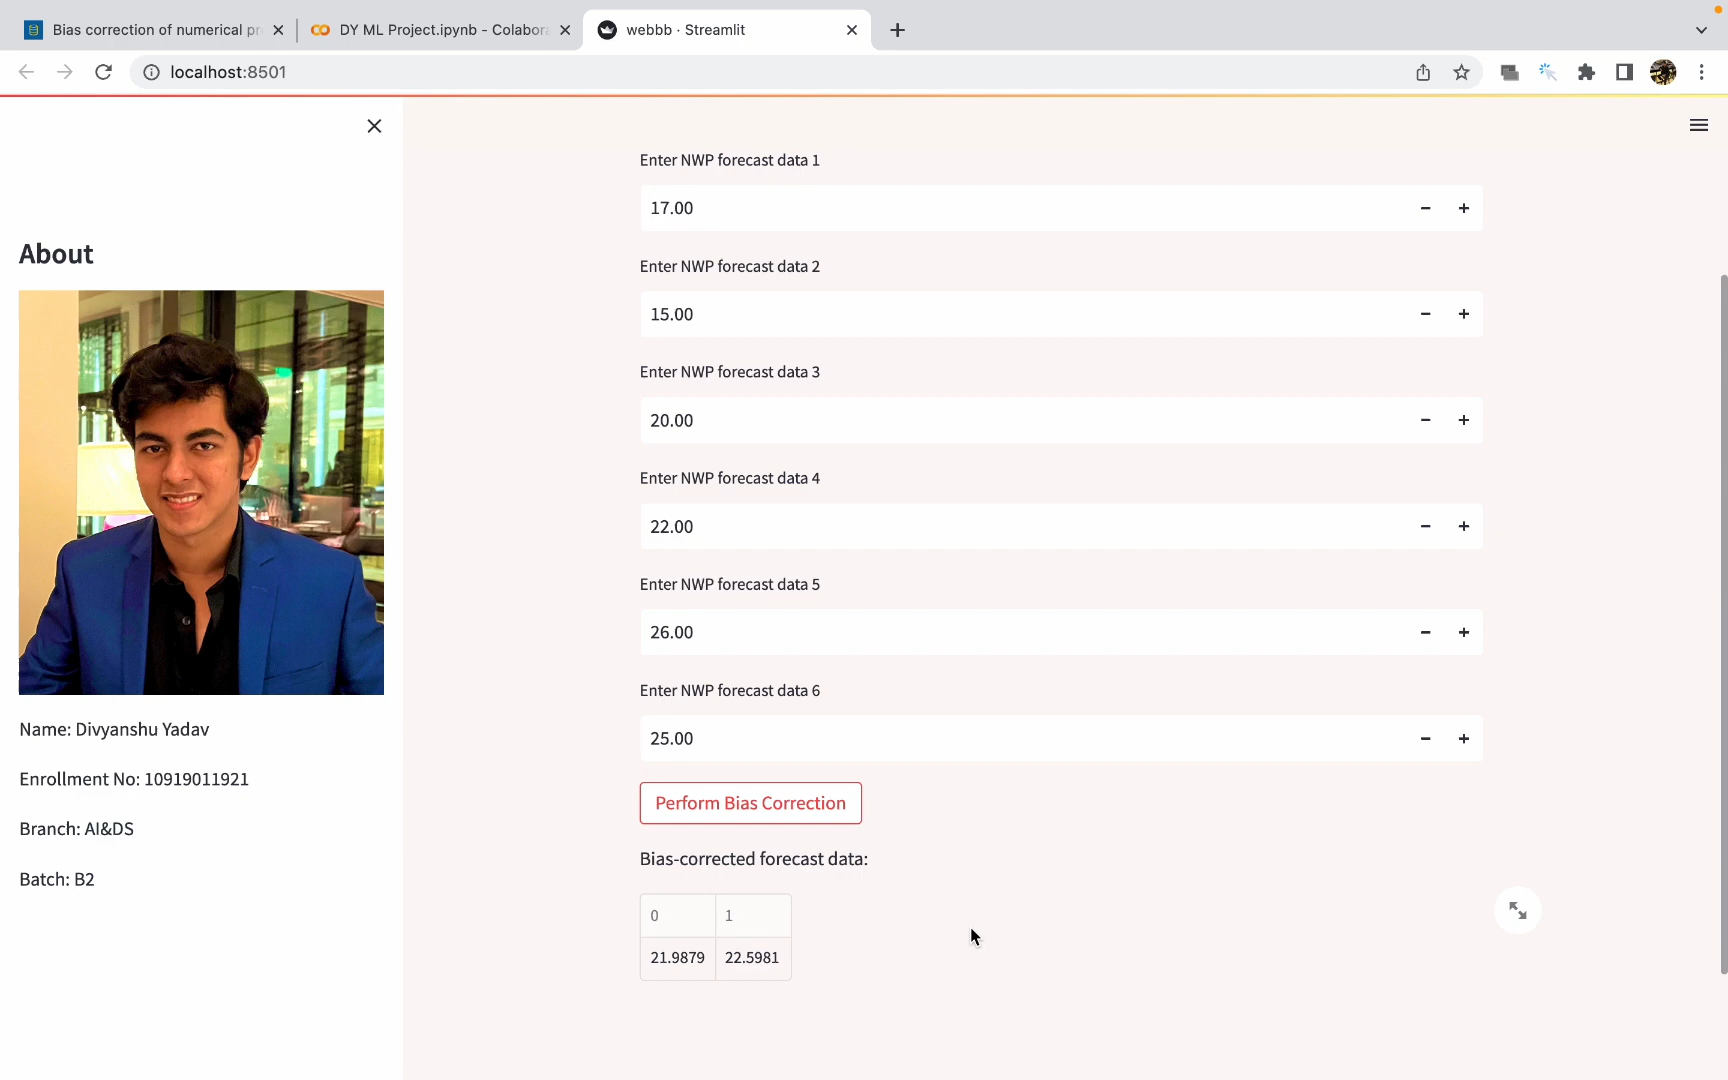 Bias correction of numerical pr
DY ML Project.ipynb - Colabora
webbb · Streamlit
localhost:8501
About
Name: Divyanshu Yadav
Enrollment No: 10919011921
Branch: AI&DS
Batch: B2
Enter NWP forecast data 1
17.00
Enter NWP forecast data 2
15.00
Enter NWP forecast data 3
20.00
Enter NWP forecast data 4
22.00
Enter NWP forecast data 5
26.00
Enter NWP forecast data 6
25.00
Perform Bias Correction
Bias-corrected forecast data:
0 1
21.9879 22.5981